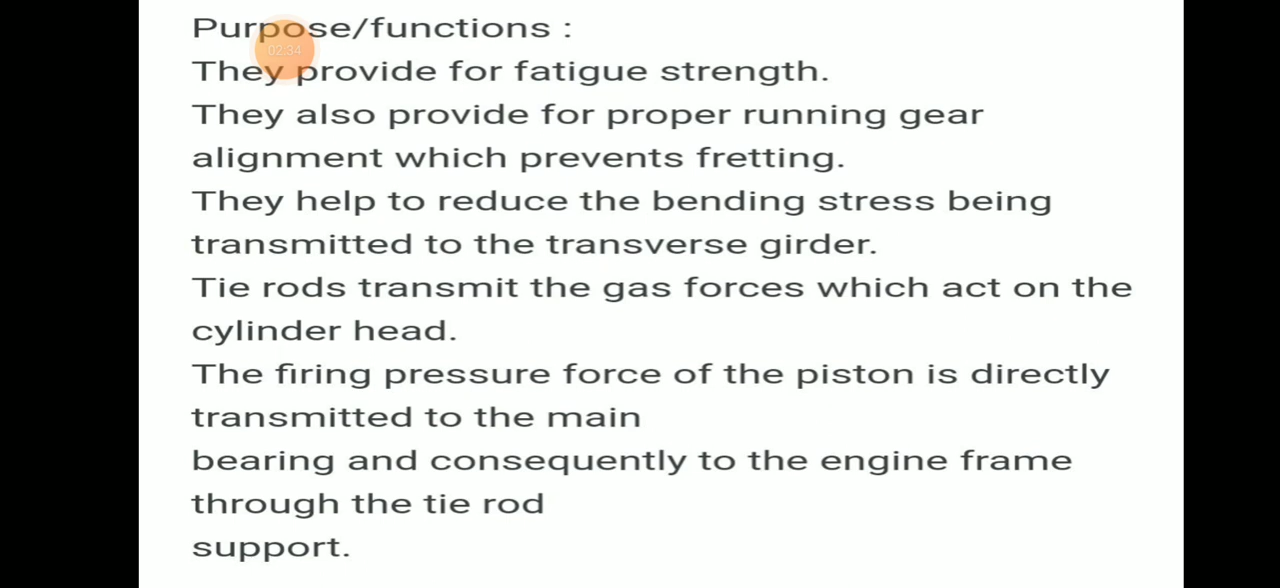 Purpose/functions :
02:34
They provide for fatigue strength.
They also provide for proper running gear
alignment which prevents fretting.
They help to reduce the bending stress being
transmitted to the transverse girder.
Tie rods transmit the gas forces which act on the
cylinder head.
The firing pressure force of the piston is directly
transmitted to the main
bearing and consequently to the engine frame
through the tie rod
support.